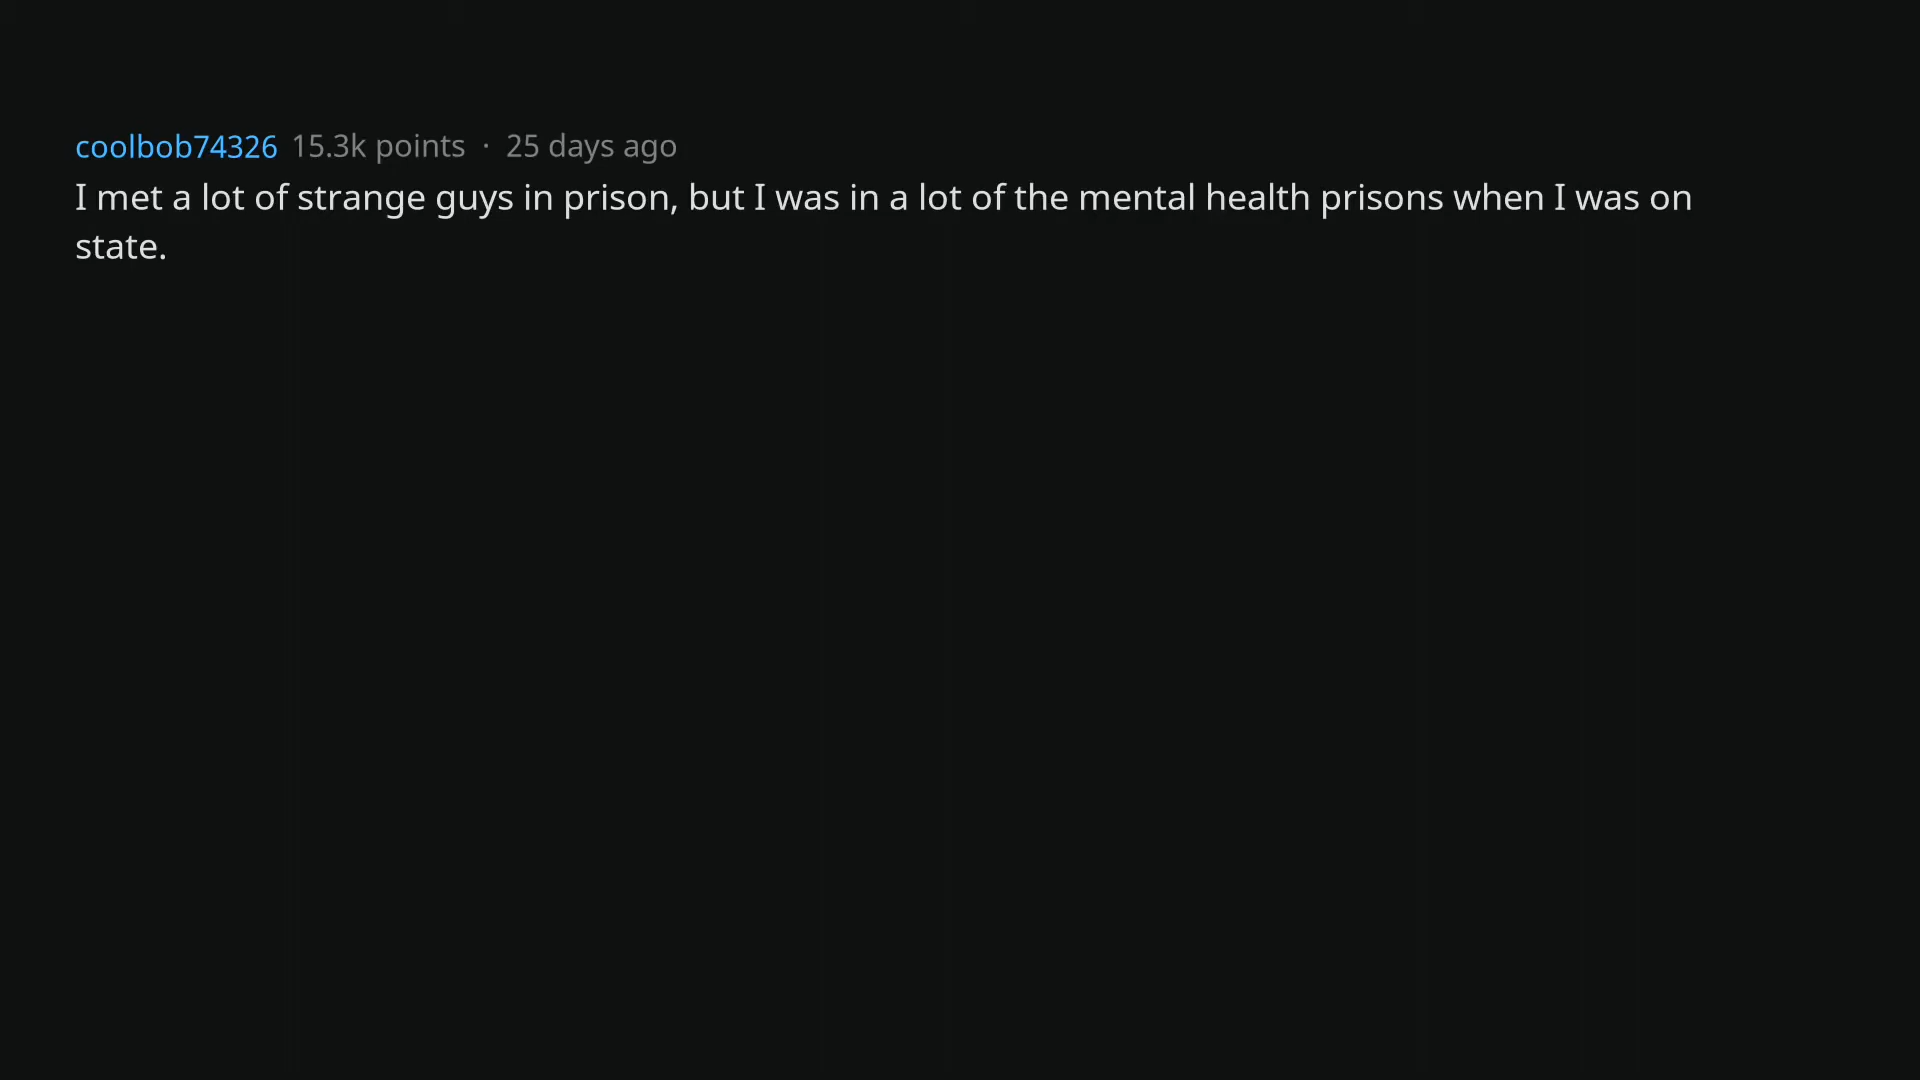 coolbob74326 15.3k points · 25 days ago
I met a lot of strange guys in prison, but I was in a lot of the mental health prisons when I was on
state.